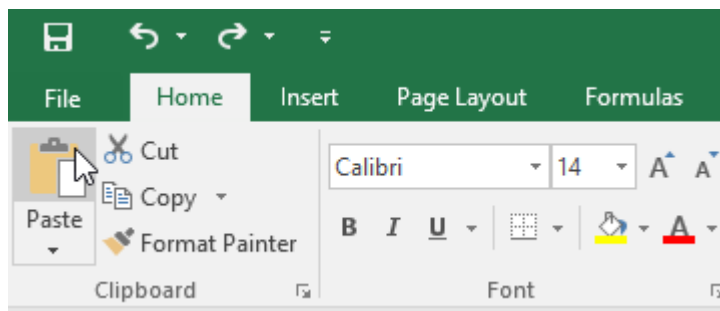 File Home Insert Page Layout Formulas
Cut
Calibri 14 A A
Copy
Paste
B I U A
Format Painter
Clipboard Font